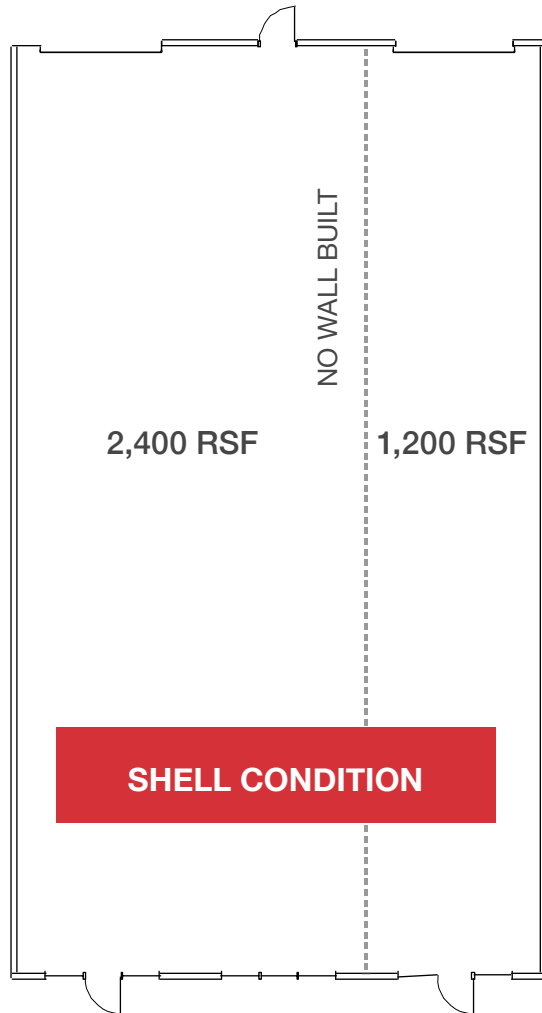 NO WALL BUILT
2,400 RSF
1,200 RSF
SHELL CONDITION